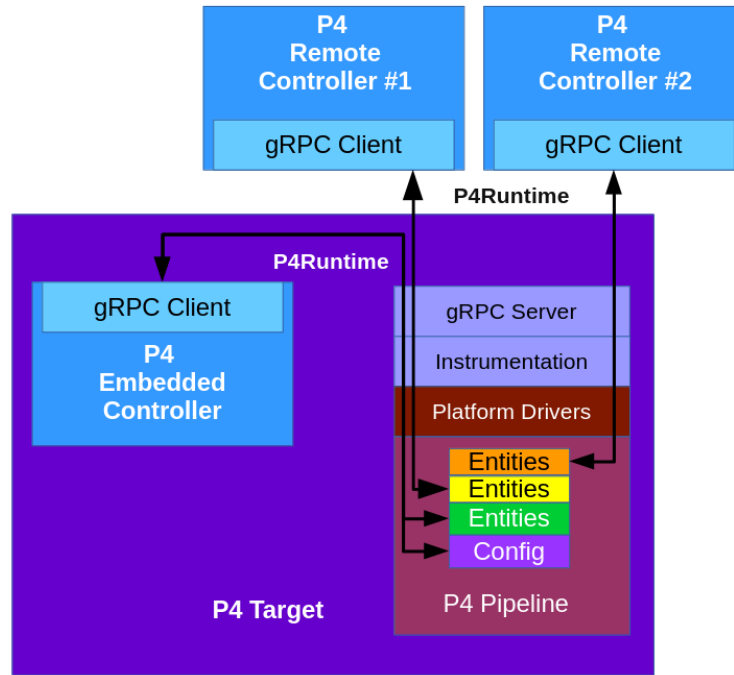 P4
Remote
Controller #1
gRPC Client
P4
Remote
Controller #2
gRPC Client
P4Runtime
P4Runtime
gRPC Client
P4
Embedded
Controller
gRPC Server
Instrumentation
Platform Drivers
Entities
Entities
Entities
Config
P4 Pipeline
P4 Target